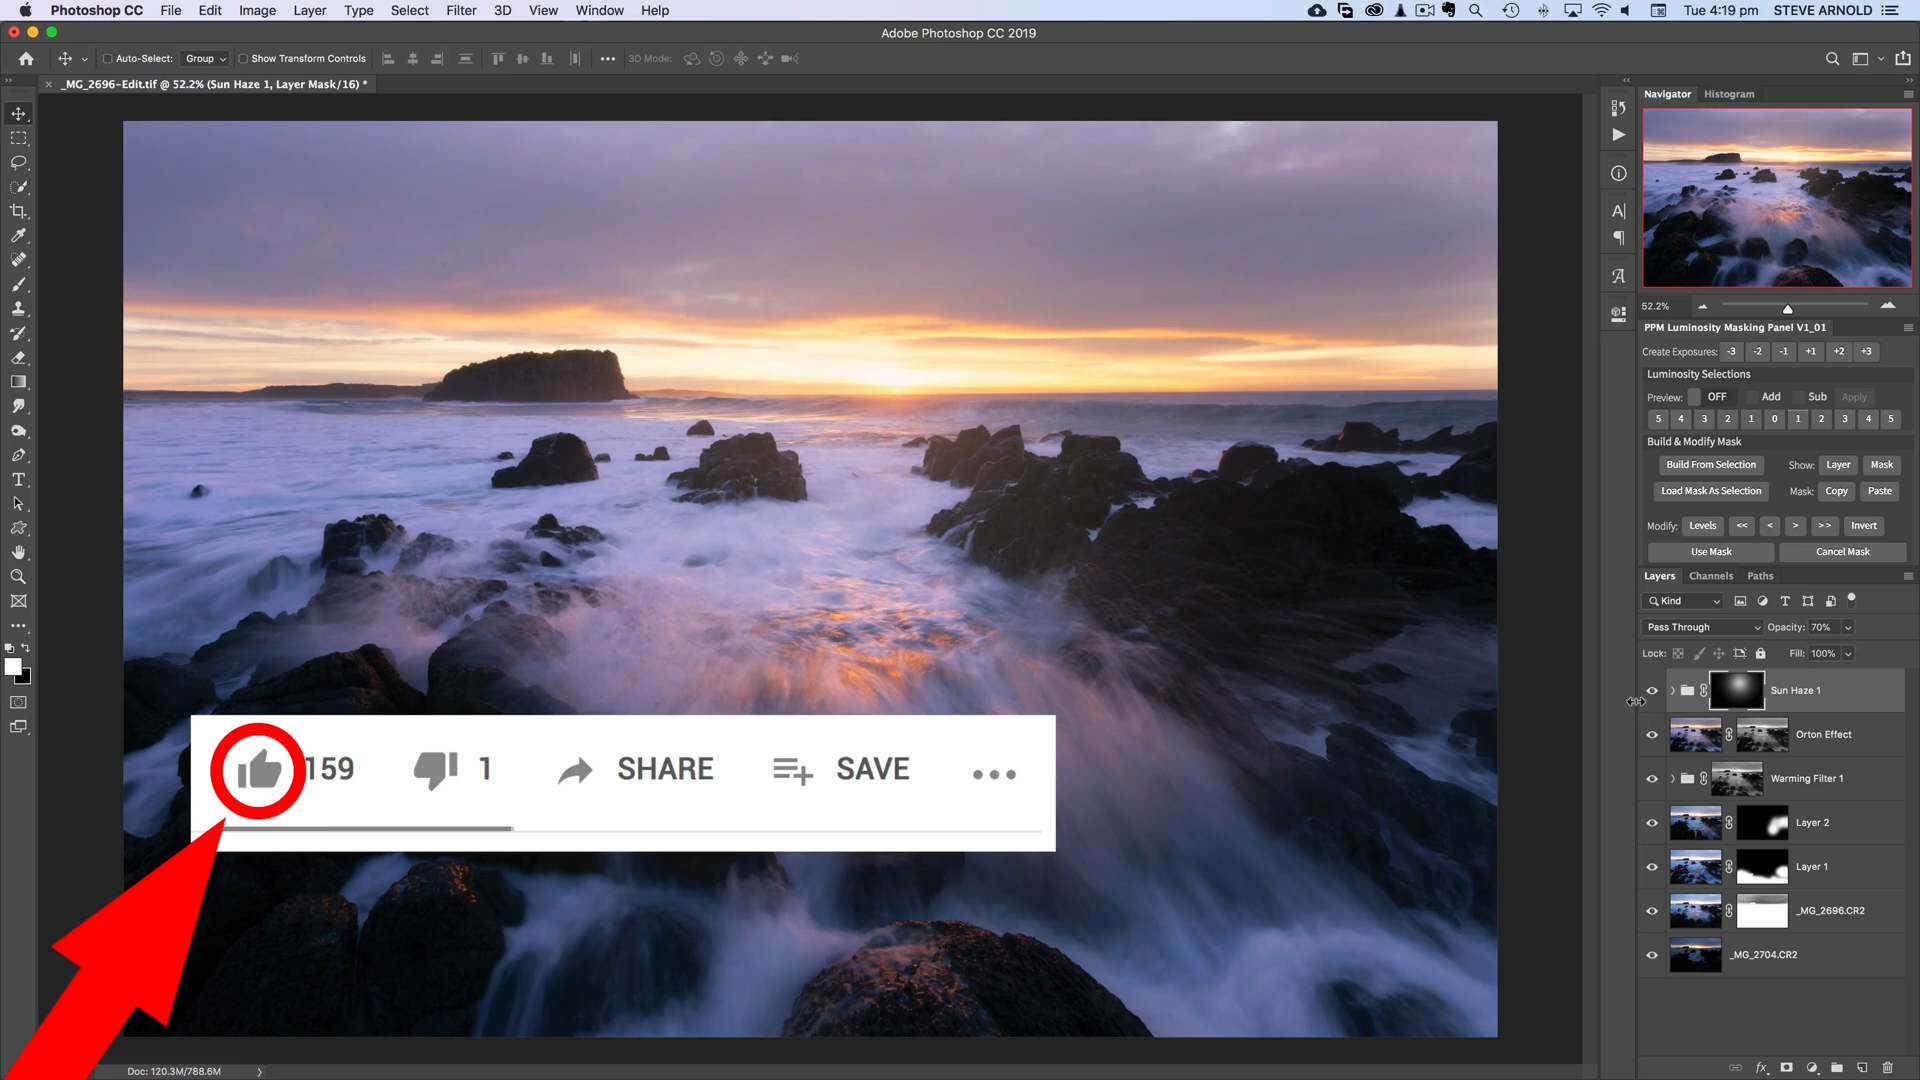 Photoshop CC File Edit Image Layer Type Select Filter 3D View Window Help
Tue 4:19 pm STEVE ARNOLD
Adobe Photoshop CC 2019
Auto-Select: Group Show Transform Controls 3D Mode:
_MG_2696-Edit.tif @ 52.2% (Sun Haze 1, Layer Mask/16) *
Navigator Histogram
52.2%
PPM Luminosity Masking Panel V1_01
Create Exposures: -3 -2 -1 +1 +2 +3
Luminosity Selections
Preview: OFF Add Sub Apply
5 4 3 2 1 0 1 2 3 4 5
Build & Modify Mask
Build From Selection Show: Layer Mask
Load Mask As Selection Mask: Copy Paste
Modify: Levels << < > >> Invert
Use Mask Cancel Mask
Layers Channels Paths
Kind
Pass Through Opacity: 70%
Lock: Fill: 100%
Sun Haze 1
Orton Effect
Warming Filter 1
Layer 2
Layer 1
_MG_2696.CR2
_MG_2704.CR2
159 1 SHARE SAVE
Doc: 120.3M/788.6M